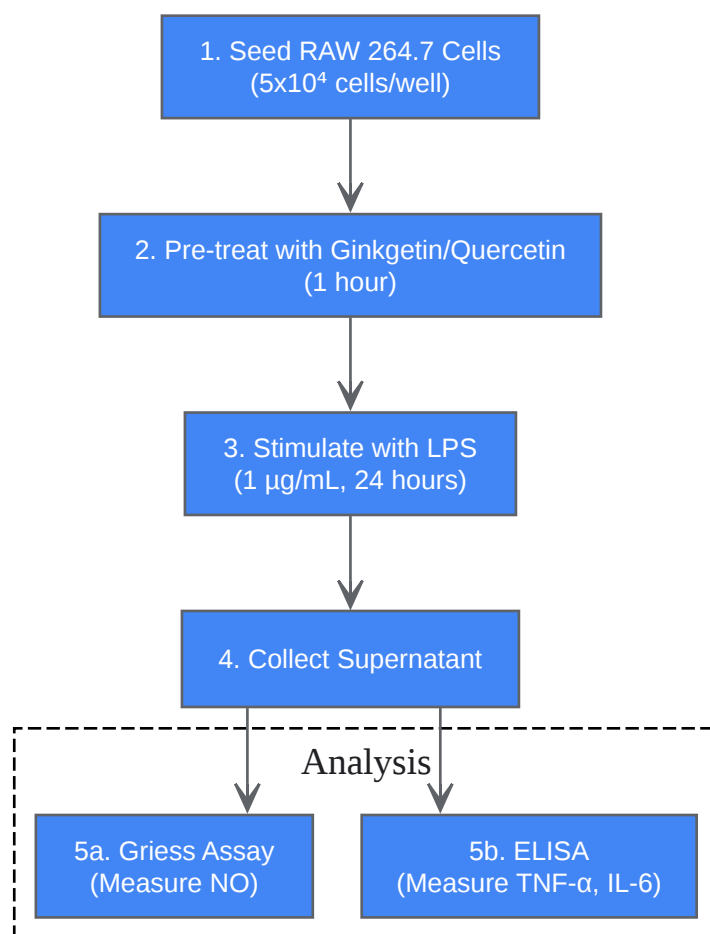 1. Seed RAW 264.7 Cells
(5x10⁴ cells/well)
2. Pre-treat with Ginkgetin/Quercetin
(1 hour)
3. Stimulate with LPS
(1 µg/mL, 24 hours)
4. Collect Supernatant
Analysis
5a. Griess Assay
(Measure NO)
5b. ELISA
(Measure TNF-α, IL-6)